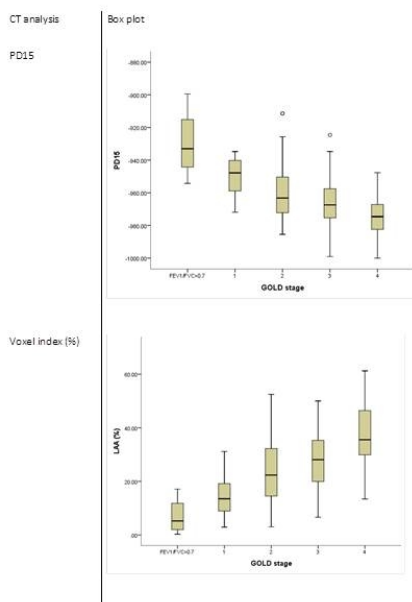 CT analysis
Box plot
PD15
-880.00
-900.00
-920.00
-940.00
-960.00
-980.00
-1000.00
PD15
FEV1/FVC>0.7
1
2
3
4
GOLD stage
Voxel index (%)
60.00
40.00
20.00
.00
LAA (%)
FEV1/FVC>0.7
1
2
3
4
GOLD stage